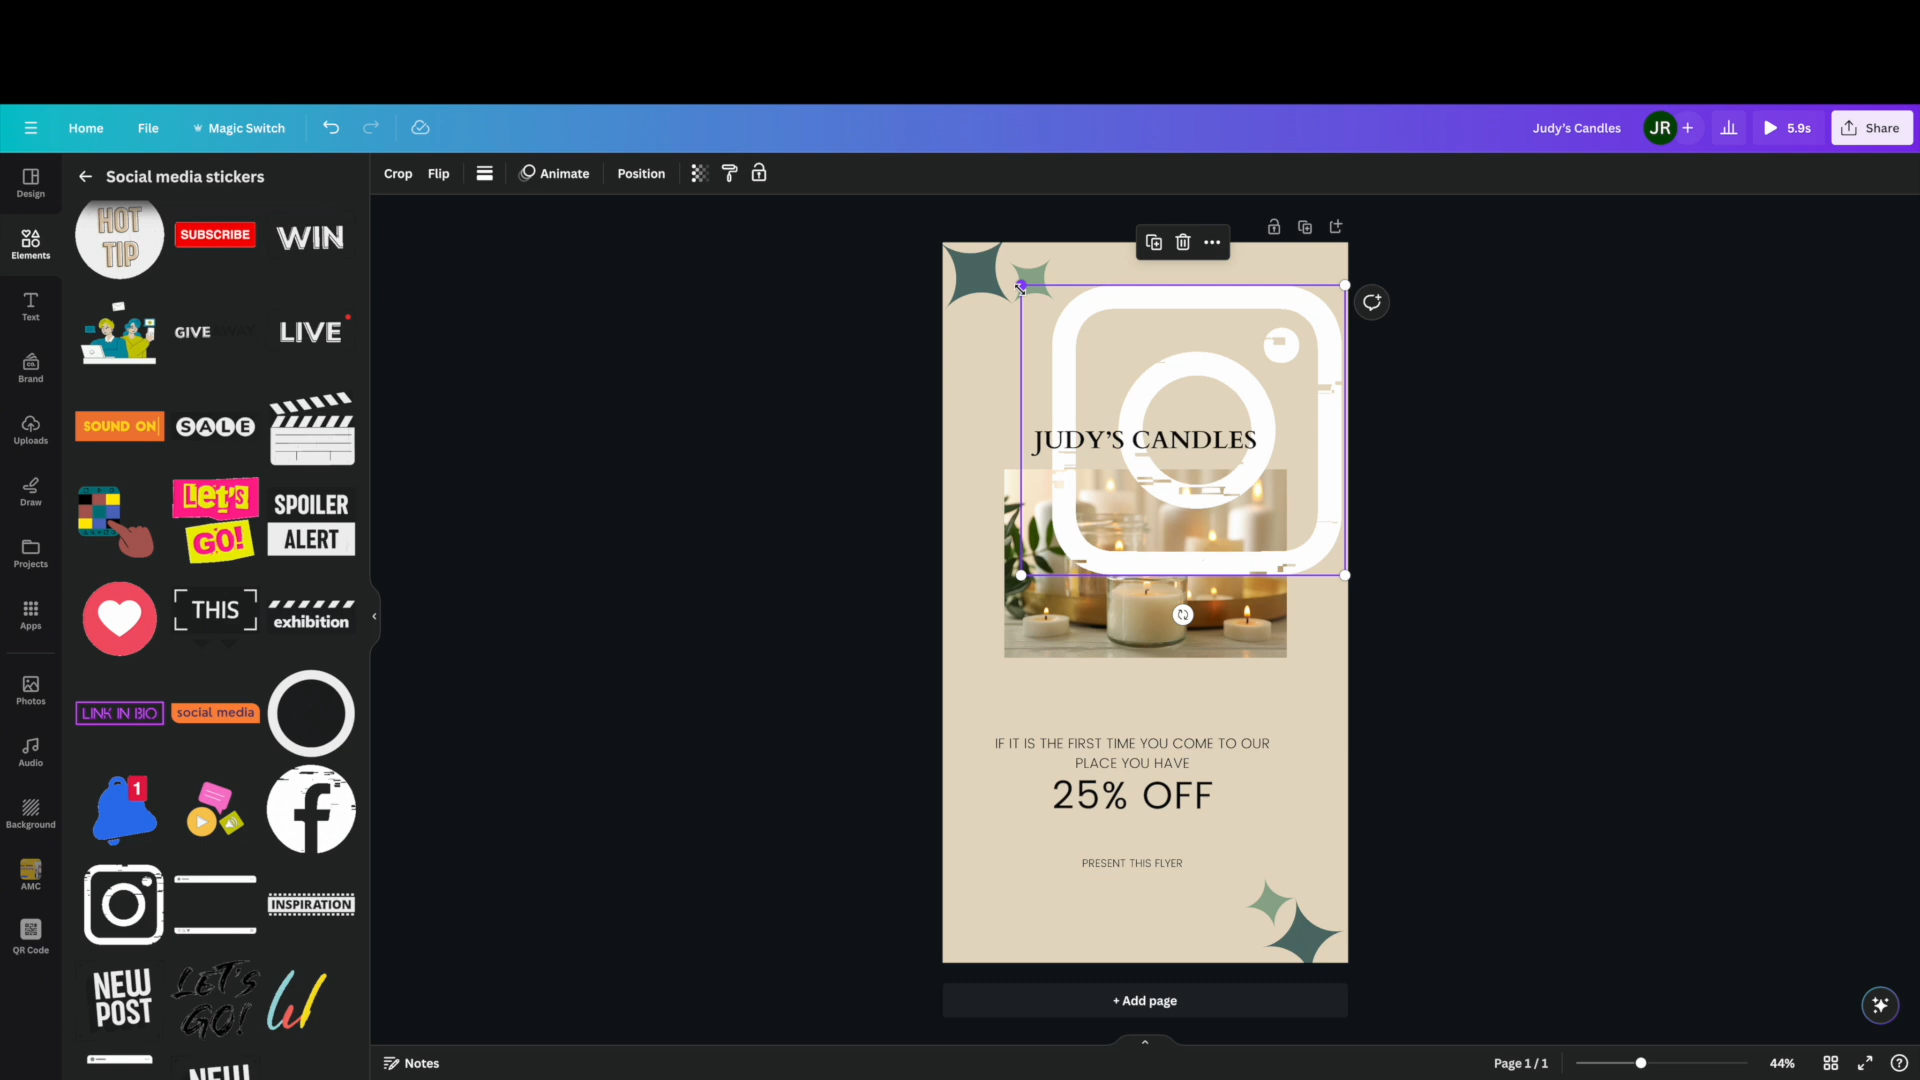 Home
File
Magic Switch
Judy's Candles
JR
+
5.9s
Share
Design
Elements
Text
Brand
Uploads
Draw
Projects
Apps
Photos
Audio
Background
AMC
QR Code
Social media stickers
HOT
TIP
SUBSCRIBE
WIN
GIVEAWAY
LIVE
SOUND ON
SALE
Let's
GO!
SPOILER
ALERT
THIS
exhibition
LINK IN BIO
social media
1
f
INSPIRATION
NEW
POST
LET'S
GO!
NEW
Crop
Flip
Animate
Position
JUDY'S CANDLES
IF IT IS THE FIRST TIME YOU COME TO OUR
PLACE YOU HAVE
25% OFF
PRESENT THIS FLYER
+ Add page
Notes
Page 1 / 1
44%